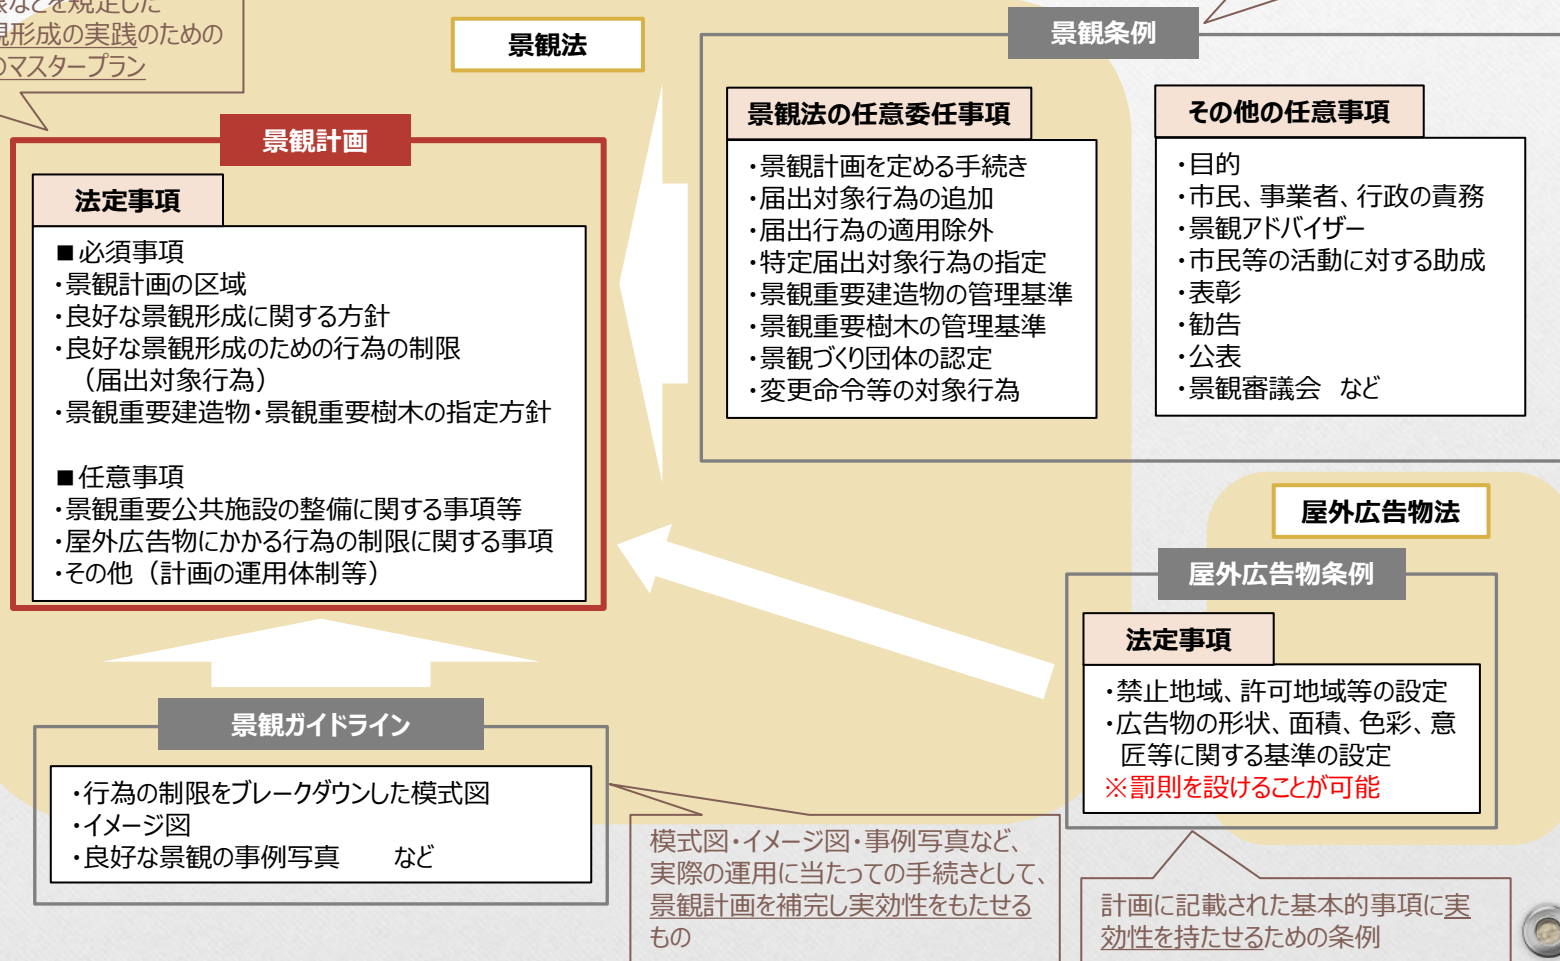 限などを規定した
観形成の実践のための
のマスタープラン
景観法
景観条例
景観計画
法定事項
■必須事項
・景観計画の区域
・良好な景観形成に関する方針
・良好な景観形成のための行為の制限
（届出対象行為）
・景観重要建造物・景観重要樹木の指定方針
■任意事項
・景観重要公共施設の整備に関する事項等
・屋外広告物にかかる行為の制限に関する事項
・その他（計画の運用体制等）
景観法の任意委任事項
・景観計画を定める手続き
・届出対象行為の追加
・届出行為の適用除外
・特定届出対象行為の指定
・景観重要建造物の管理基準
・景観重要樹木の管理基準
・景観づくり団体の認定
・変更命令等の対象行為
その他の任意事項
・目的
・市民、事業者、行政の責務
・景観アドバイザー
・市民等の活動に対する助成
・表彰
・勧告
・公表
・景観審議会　など
屋外広告物法
屋外広告物条例
法定事項
・禁止地域、許可地域等の設定
・広告物の形状、面積、色彩、意
匠等に関する基準の設定
※罰則を設けることが可能
景観ガイドライン
・行為の制限をブレークダウンした模式図
・イメージ図
・良好な景観の事例写真　　など
模式図・イメージ図・事例写真など、
実際の運用に当たっての手続きとして、
景観計画を補完し実効性をもたせる
もの
計画に記載された基本的事項に実
効性を持たせるための条例